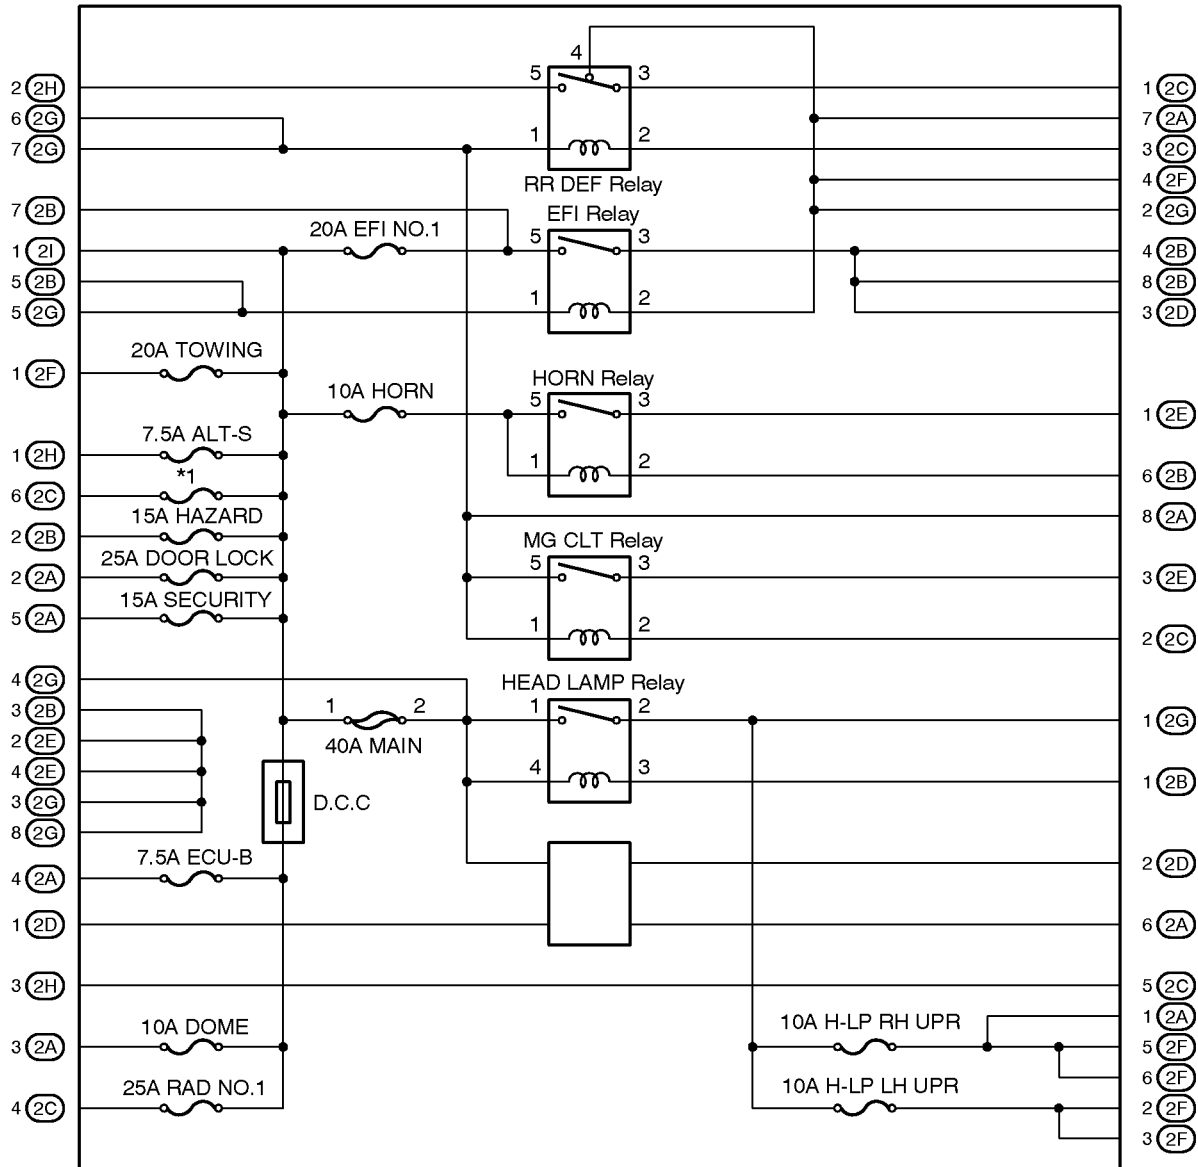 4
5 3
2 2H 1 2C
6 2G 7 2A
1 2
7 2G 3 2C
RR DEF Relay 4 2F
7 2B EFI Relay 2 2G
20A EFI NO.1 5 3
1 2I 4 2B
5 2B 8 2B
1 2
5 2G 3 2D
20A TOWING
1 2F
HORN Relay
10A HORN 5 3
1 2E
7.5A ALT-S
1 2H 1 2
*1 6 2B
6 2C
15A HAZARD 8 2A
2 2B MG CLT Relay
25A DOOR LOCK 5 3
2 2A 3 2E
15A SECURITY
5 2A 1 2
2 2C
4 2G HEAD LAMP Relay
3 2B 1 2 1 2
1 2G
2 2E 40A MAIN
4 2E 4 3
1 2B
3 2G D.C.C
8 2G
7.5A ECU-B
4 2A 2 2D
1 2D 6 2A
3 2H 5 2C
10A DOME 10A H-LP RH UPR 1 2A
3 2A 5 2F
6 2F
25A RAD NO.1 10A H-LP LH UPR
4 2C 2 2F
3 2F